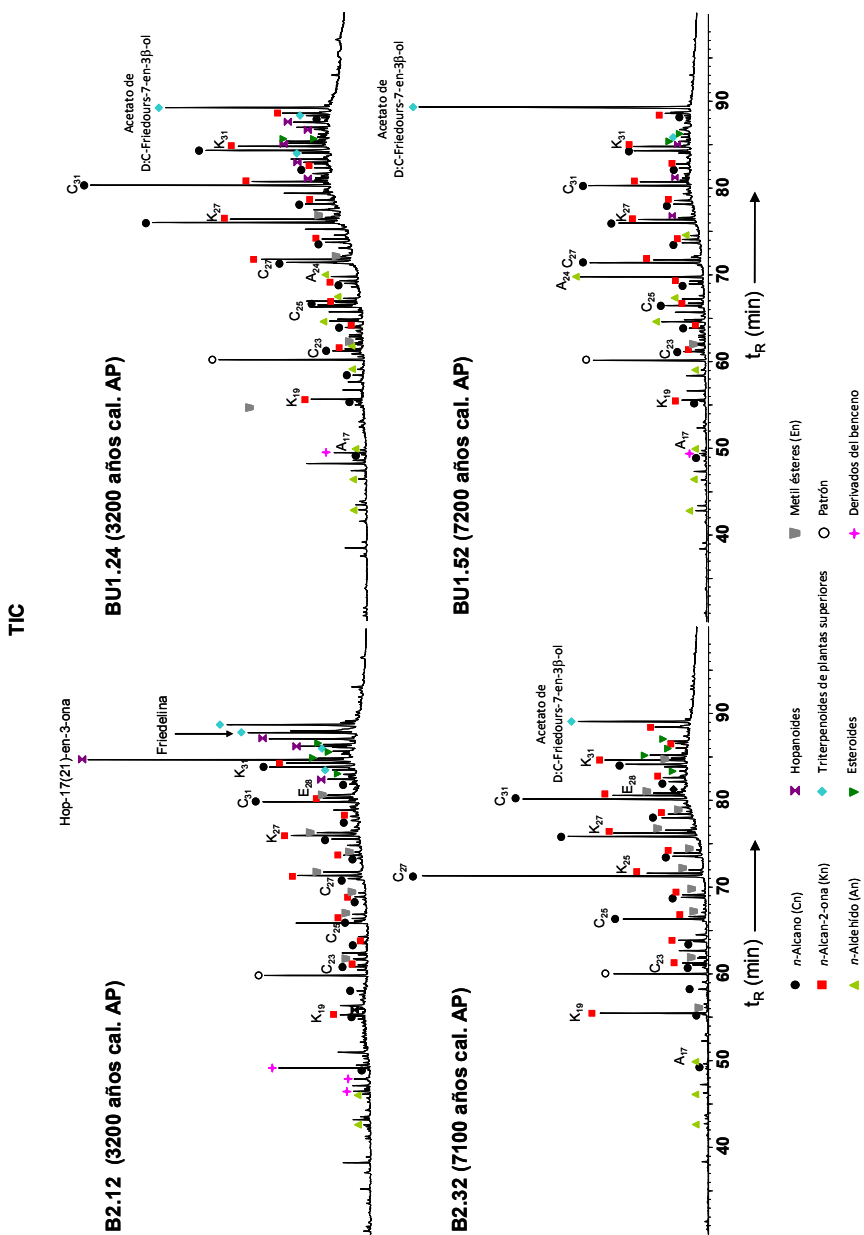 TIC
B2.12 (3200 años cal. AP)
Hop-17(21)-en-3-ona
Friedelina
K19
C23
C25
C27
K27
C31
E28
K31
BU1.24 (3200 años cal. AP)
Acetato de
D:C-Friedours-7-en-3β-ol
A17
K19
C23
C25
A24
C27
K27
C31
K31
B2.32 (7100 años cal. AP)
Acetato de
D:C-Friedours-7-en-3β-ol
A17
K19
C23
C25
K25
C27
K27
C31
E28
K31
40 50 60 70 80 90
tR (min)
BU1.52 (7200 años cal. AP)
Acetato de
D:C-Friedours-7-en-3β-ol
A17
K19
C23
C25
A24
C27
K27
C31
K31
40 50 60 70 80 90
tR (min)
n-Alcano (Cn)
Hopanoides
Metil ésteres (En)
n-Alcan-2-ona (Kn)
Triterpenoides de plantas superiores
Patrón
n-Aldehído (An)
Esteroides
Derivados del benceno